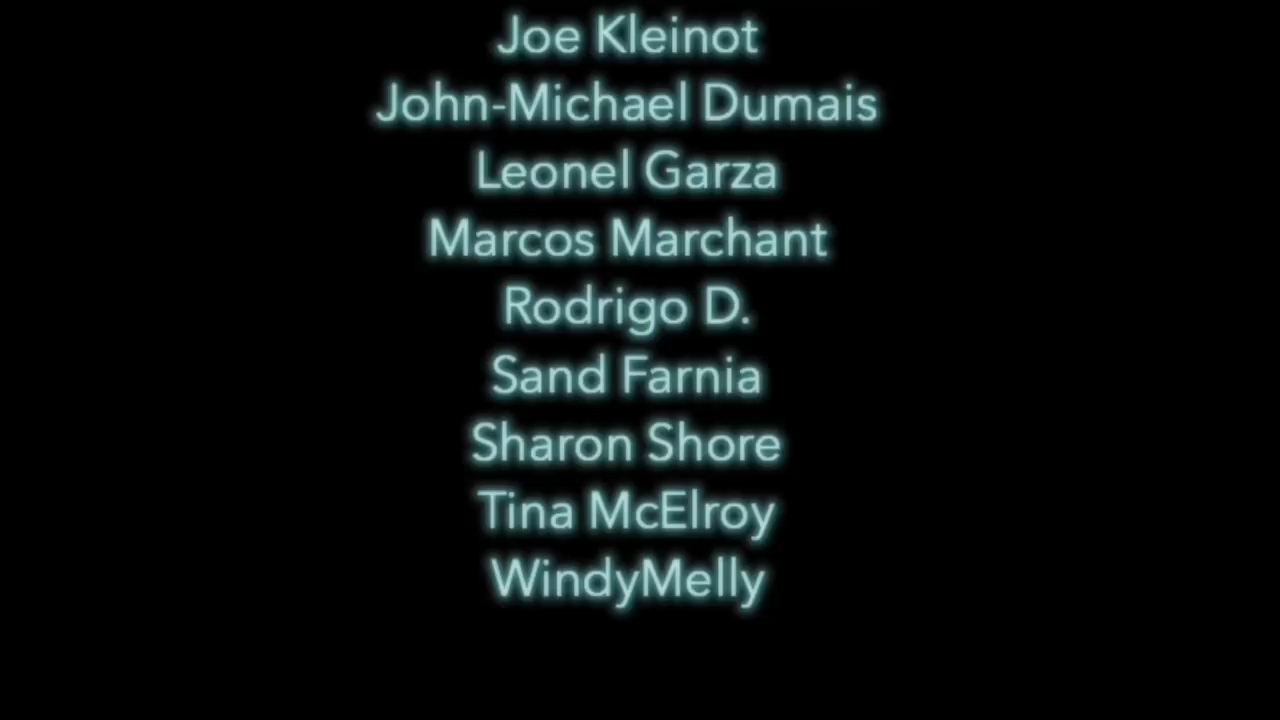 Joe Kleinot
John-Michael Dumais
Leonel Garza
Marcos Marchant
Rodrigo D.
Sand Farnia
Sharon Shore
Tina McElroy
WindyMelly